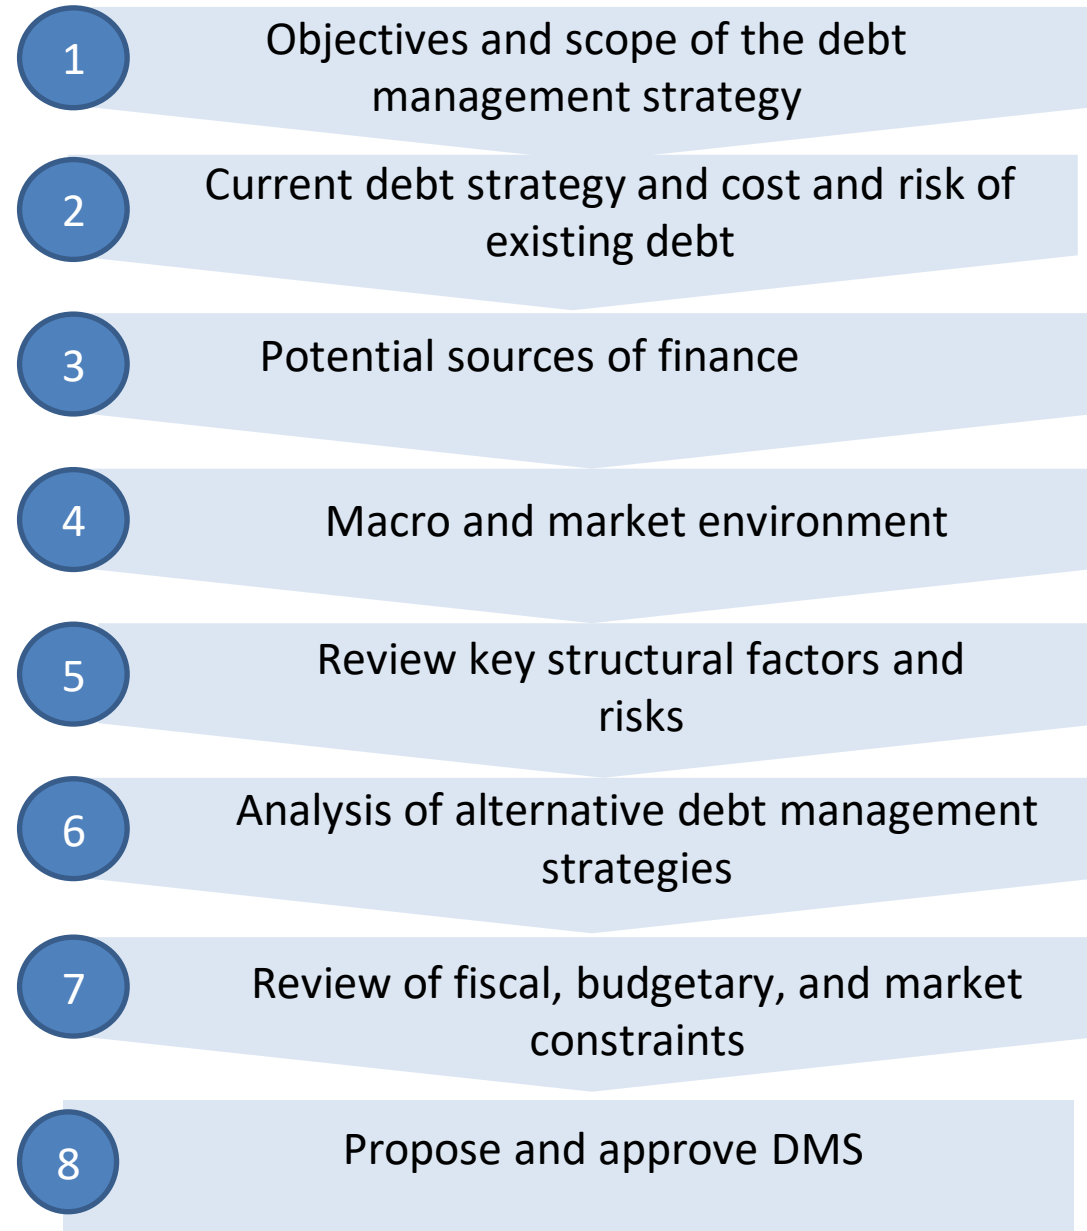 1
Objectives and scope of the debt
management strategy
2
Current debt strategy and cost and risk of
existing debt
3
Potential sources of finance
4
Macro and market environment
5
Review key structural factors and
risks
6
Analysis of alternative debt management
strategies
7
Review of fiscal, budgetary, and market
constraints
8
Propose and approve DMS